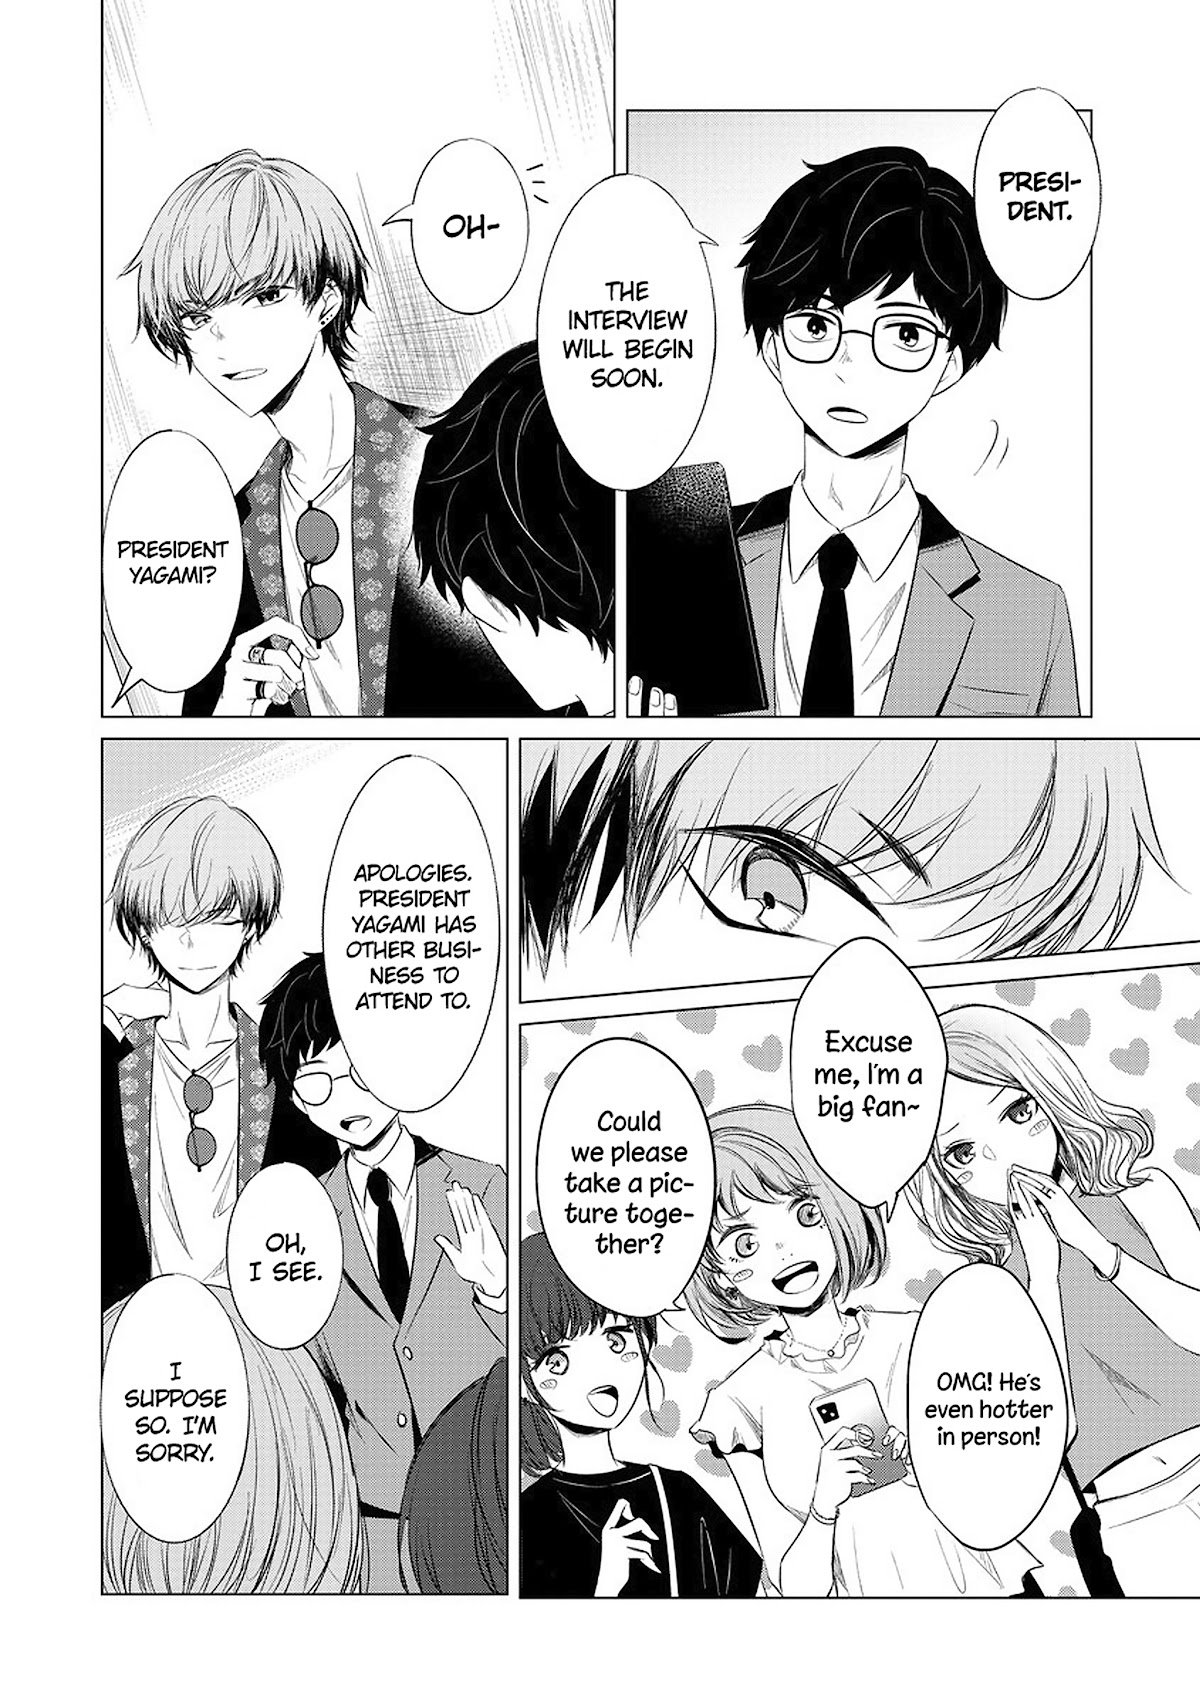 PRESI-
DENT.
THE
INTERVIEW
WILL BEGIN
SOON.
OH-
PRESIDENT
YAGAMI?
Excuse
me, I'm a
big fan~
Could
we please
take a pic-
ture toge-
ther?
OMG! He's
even hotter
in person!
APOLOGIES.
PRESIDENT
YAGAMI HAS
OTHER BUSI-
NESS TO
ATTEND TO.
OH,
I SEE.
I
SUPPOSE
SO. I'M
SORRY.